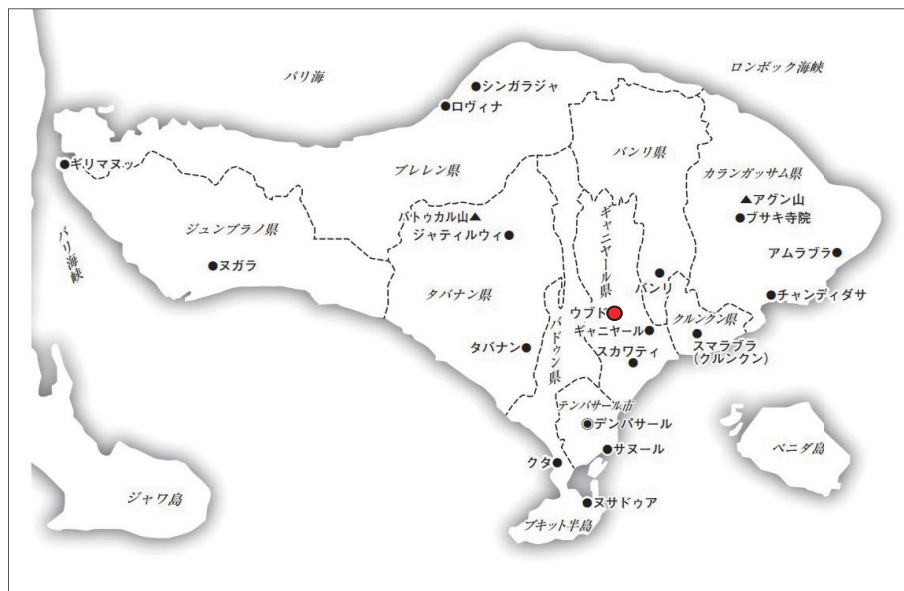 バリ海
ロンボック海峡
シンガラジャ
ロヴィナ
ギリマヌッ
ブレレン県
バンリ県
カランガッサム県
アグン山
ブサキ寺院
バトゥカル山
ジャティルウィ
ギャニヤール県
ジュンブラノ県
バリ海峡
ヌガラ
アムラプラ
バンリ
チャンディダサ
タバナン県
バドゥン県
ウブド
ギャニヤール
クルンクン県
スマラプラ
(クルンクン)
タバナン
スカワティ
デンパサール市
デンパサール
サヌール
クタ
ペニダ島
ジャワ島
ヌサドゥア
ブキット半島